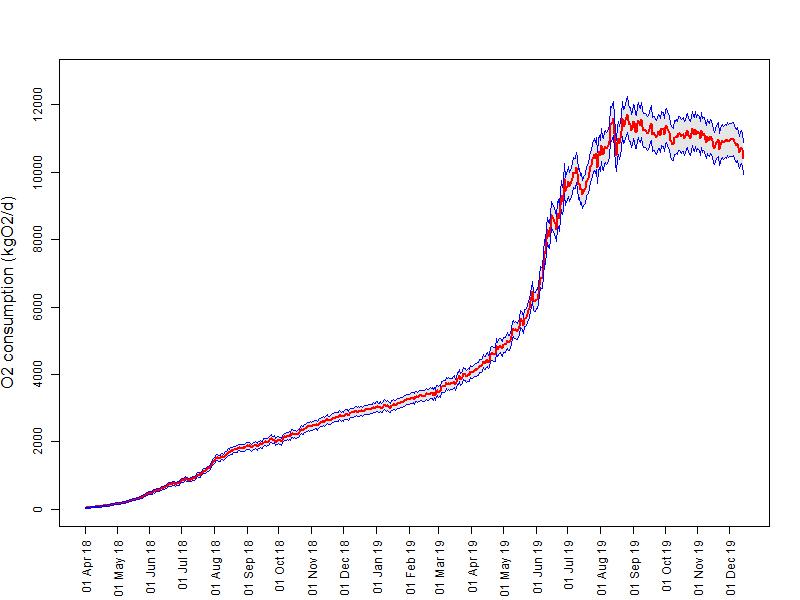 O2 consumption (kgO2/d)
12000
10000
8000
6000
4000
2000
0
01 Apr 18
01 May 18
01 Jun 18
01 Jul 18
01 Aug 18
01 Sep 18
01 Oct 18
01 Nov 18
01 Dec 18
01 Jan 19
01 Feb 19
01 Mar 19
01 Apr 19
01 May 19
01 Jun 19
01 Jul 19
01 Aug 19
01 Sep 19
01 Oct 19
01 Nov 19
01 Dec 19